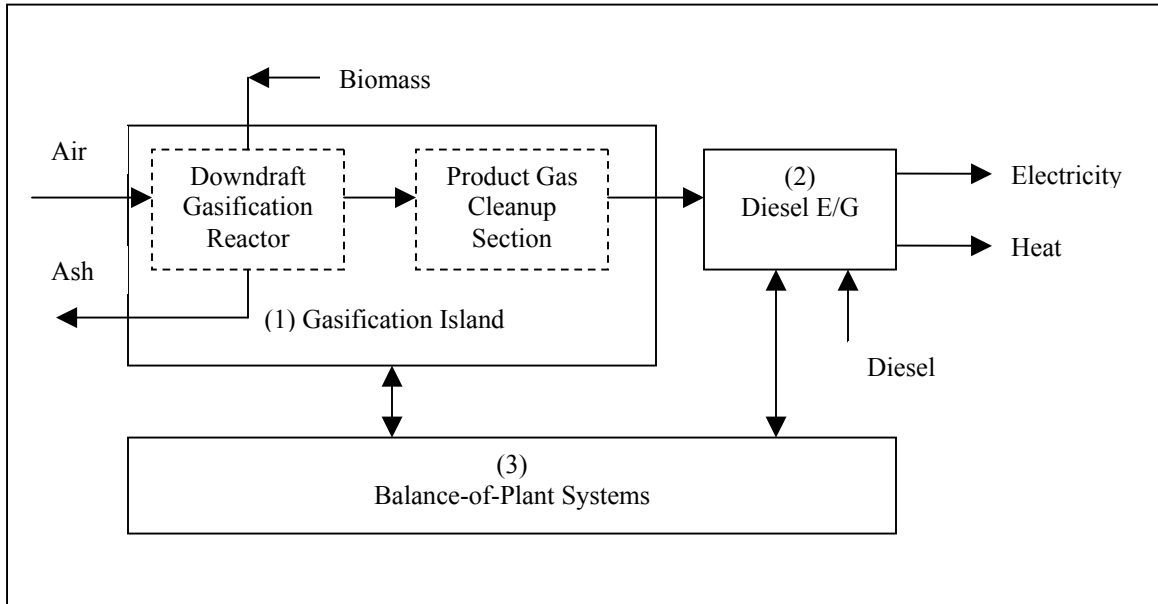 Biomass
Air
Downdraft
Gasification
Reactor
Product Gas
Cleanup
Section
(2)
Diesel E/G
Electricity
Heat
Ash
(1) Gasification Island
Diesel
(3)
Balance-of-Plant Systems